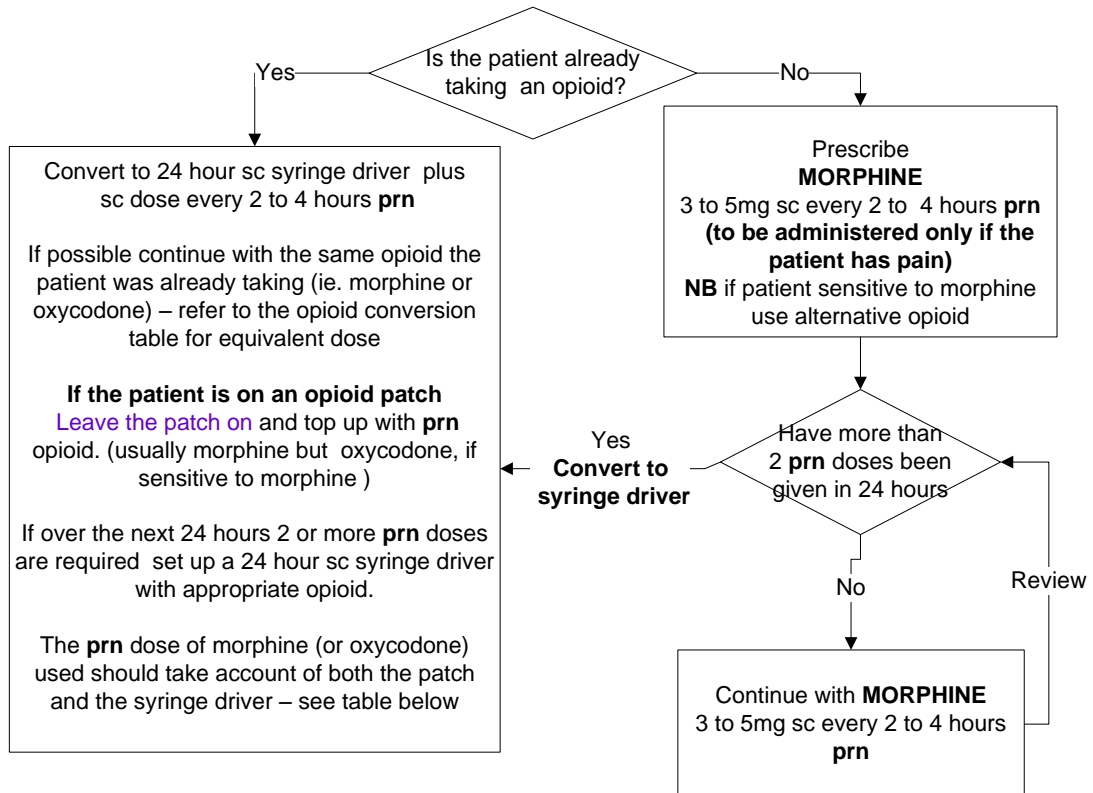 Is the patient already
taking an opioid?
Yes
No
Convert to 24 hour sc syringe driver plus
sc dose every 2 to 4 hours prn
If possible continue with the same opioid the
patient was already taking (ie. morphine or
oxycodone) – refer to the opioid conversion
table for equivalent dose
If the patient is on an opioid patch
Leave the patch on and top up with prn
opioid. (usually morphine but oxycodone, if
sensitive to morphine )
If over the next 24 hours 2 or more prn doses
are required set up a 24 hour sc syringe driver
with appropriate opioid.
The prn dose of morphine (or oxycodone)
used should take account of both the patch
and the syringe driver – see table below
Prescribe
MORPHINE
3 to 5mg sc every 2 to 4 hours prn
(to be administered only if the
patient has pain)
NB if patient sensitive to morphine
use alternative opioid
Have more than
2 prn doses been
given in 24 hours
Yes
Convert to
syringe driver
No
Review
Continue with MORPHINE
3 to 5mg sc every 2 to 4 hours
prn